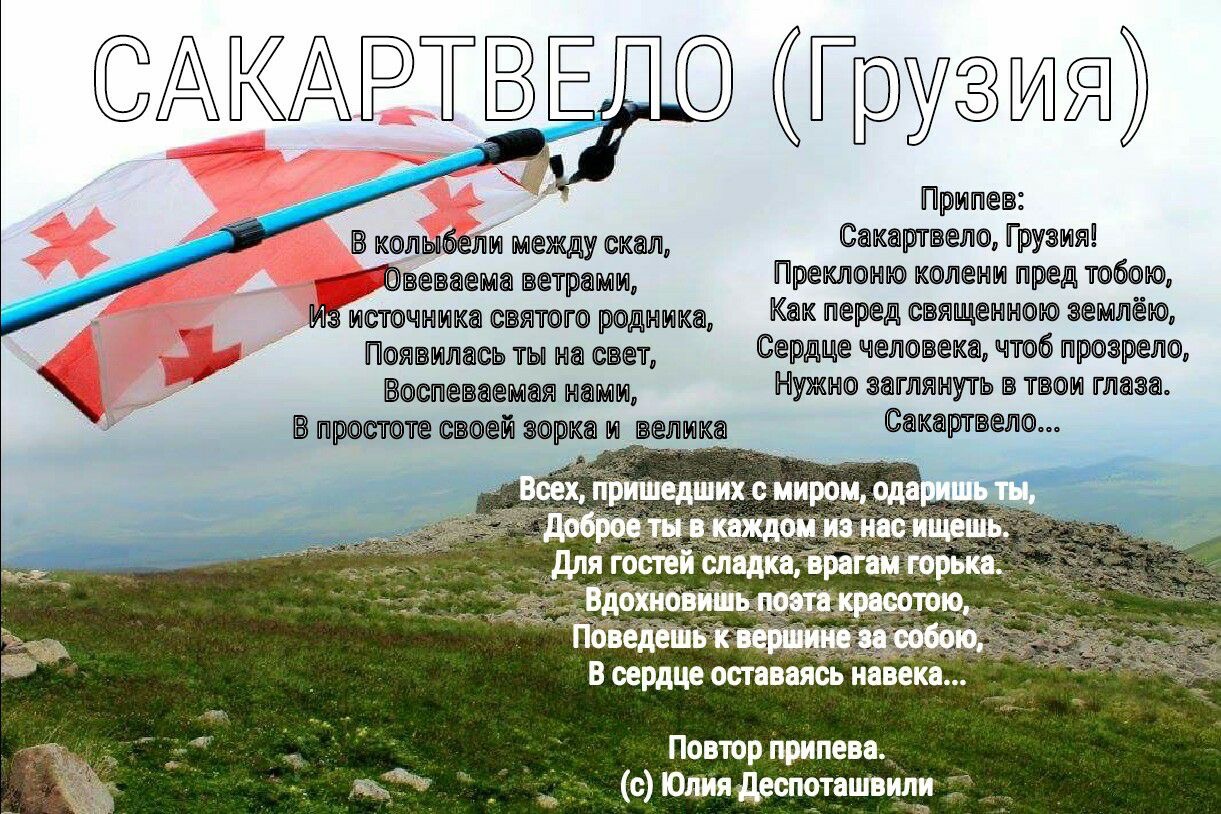 САКАРТВЕЛО (Грузия)
В колыбели между скал,
Овеваема ветрами,
Из источника святого родника,
Появилась ты на свет,
Воспеваемая нами,
В простоте своей зорка и велика
Припев:
Сакартвело, Грузия!
Преклоню колени пред тобою,
Как перед священною землёю,
Сердце человека, чтоб прозрело,
Нужно заглянуть в твои глаза.
Сакартвело...
Всех, пришедших с миром, одаришь ты,
Доброе ты в каждом из нас ищешь.
Для гостей сладка, врагам горька.
Вдохновишь поэта красотою,
Поведешь к вершине за собою,
В сердце оставаясь навека...
Повтор припева.
(с) Юлия Деспоташвили